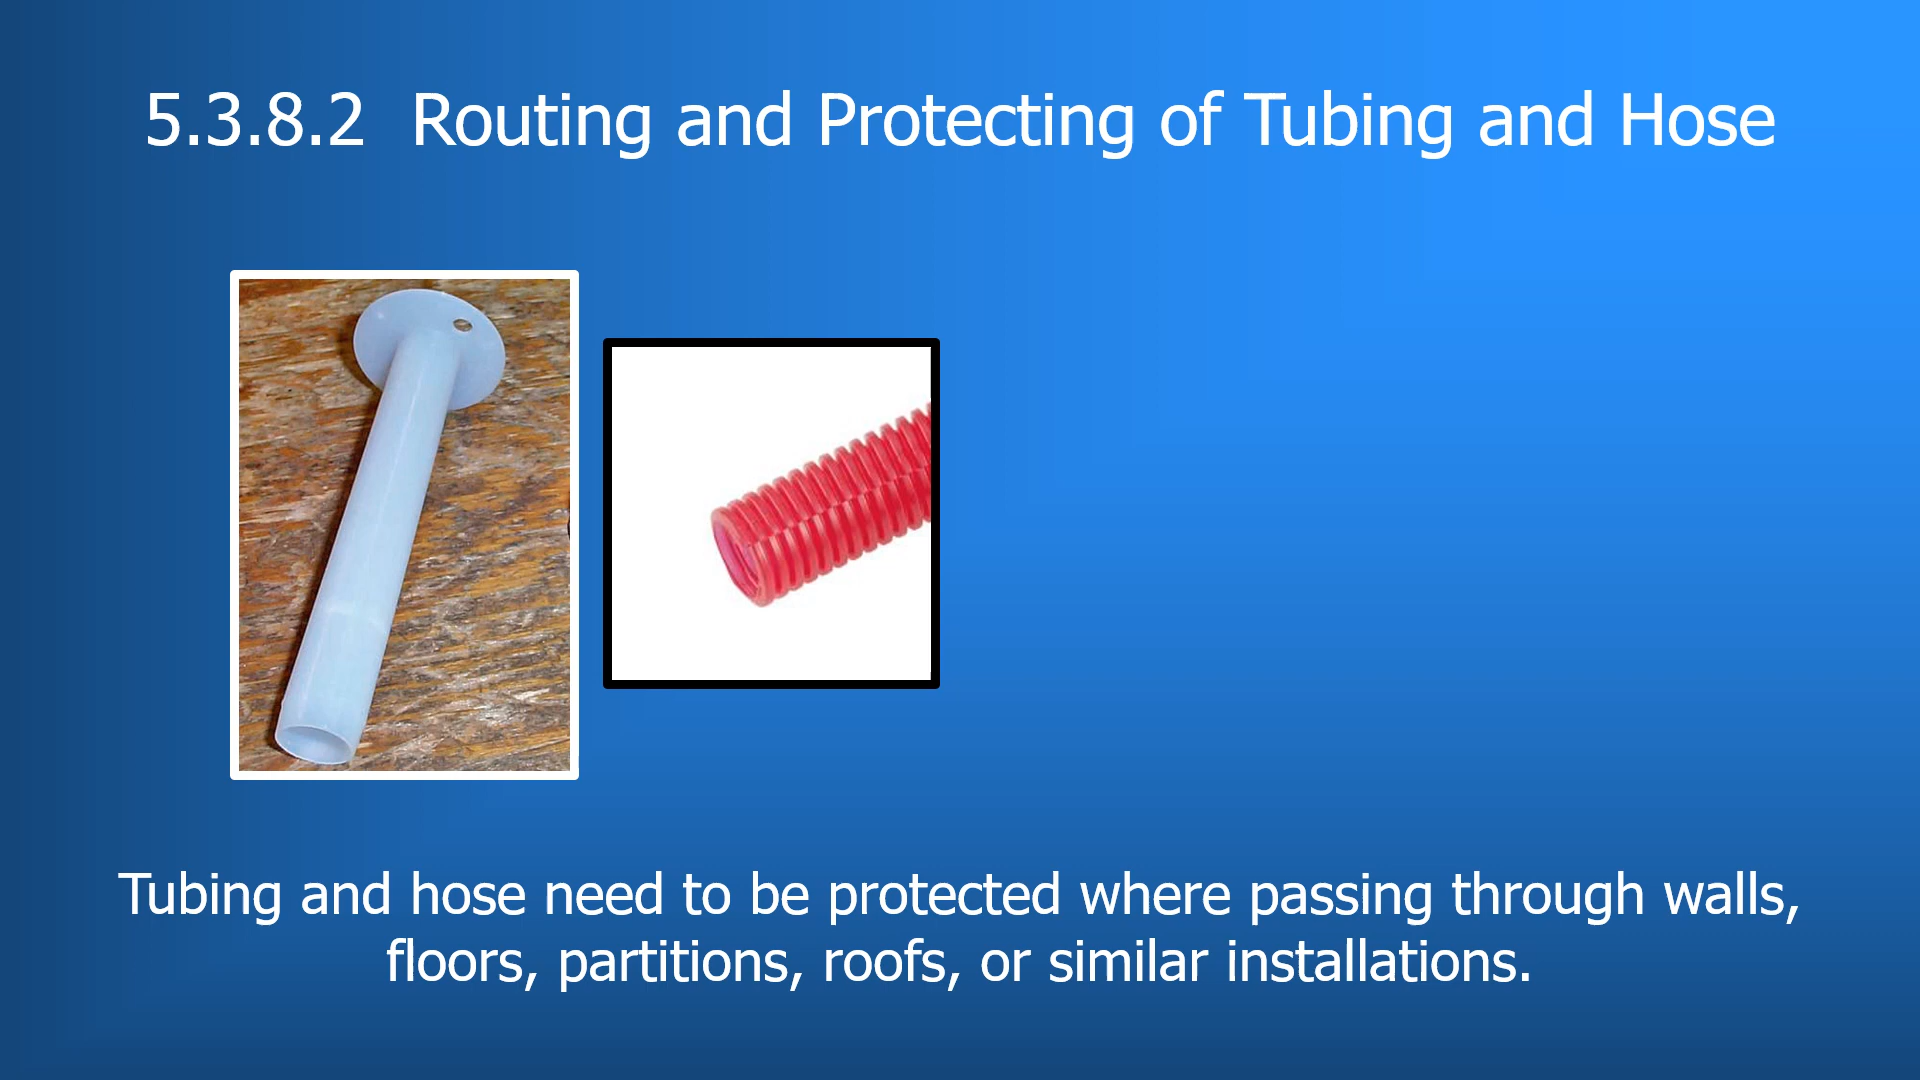 5.3.8.2 Routing and Protecting of Tubing and Hose
Tubing and hose need to be protected where passing through walls,
floors, partitions, roofs, or similar installations.